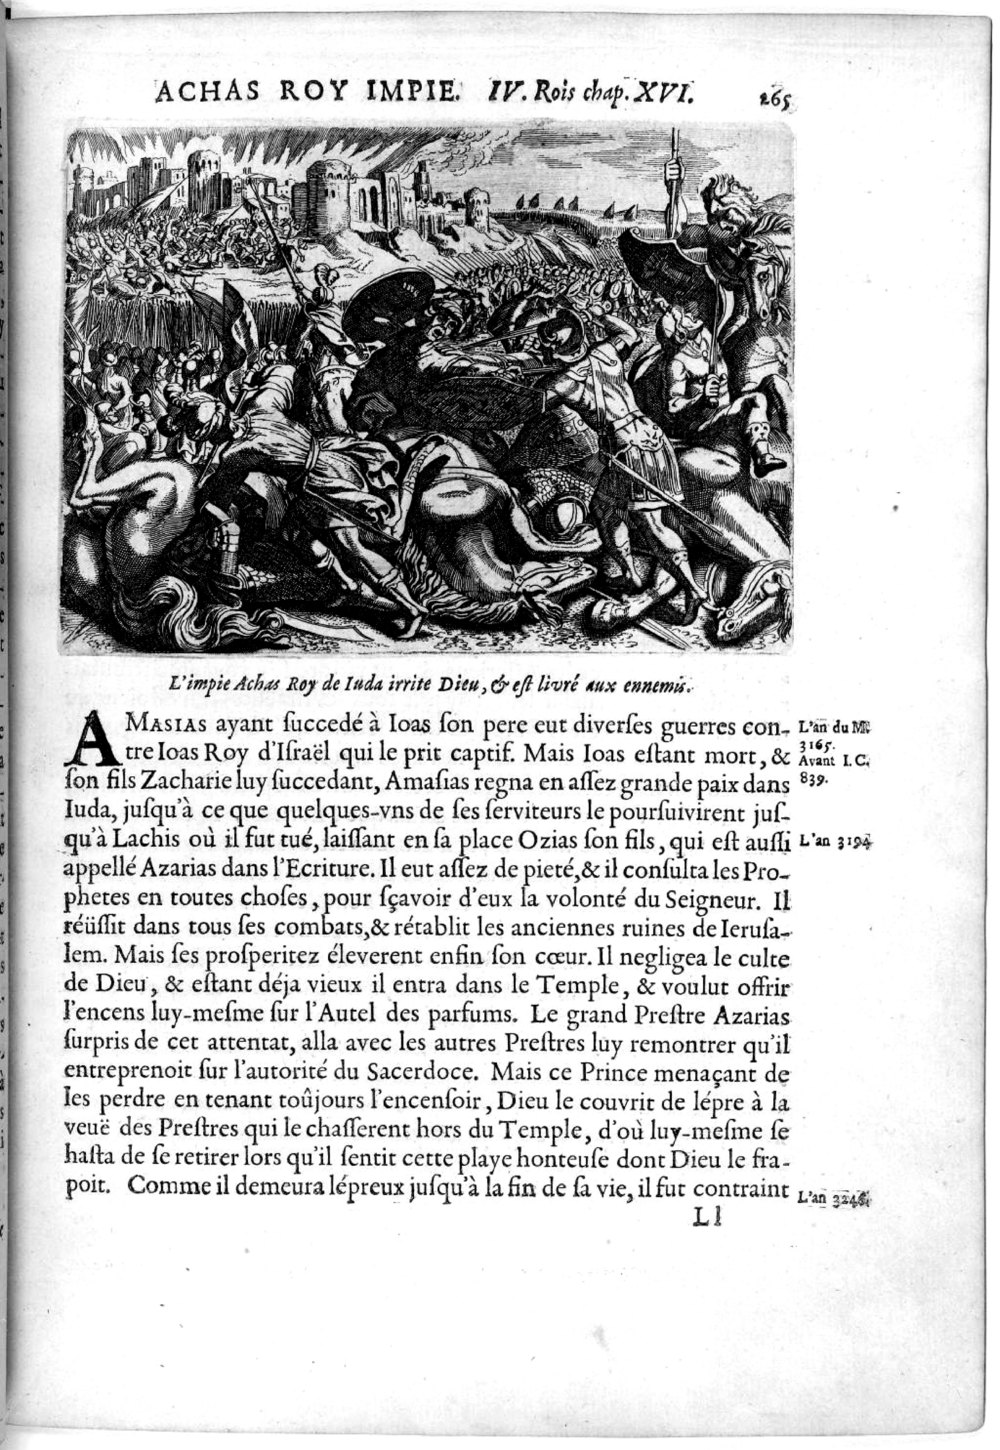 ACHAS ROY IMPIE. IV. Rois chap. XVI. 265
L'impie Achas Roy de Iuda irrite Dieu, & est livré aux ennemis.
AMASIAS ayant ſuccedé à Ioas ſon pere eut diverſes guerres con-
tre Ioas Roy d'Iſraël qui le prit captif. Mais Ioas eſtant mort, &
ſon fils Zacharie luy ſuccedant, Amaſias regna en aſſez grande paix dans
Iuda, juſqu'à ce que quelques-vns de ſes ſerviteurs le pourſuivirent juſ-
qu'à Lachis où il fut tué, laiſſant en ſa place Ozias ſon fils, qui eſt auſſi
appellé Azarias dans l'Ecriture. Il eut aſſez de pieté, & il conſulta les Pro-
phetes en toutes choſes, pour ſçavoir d'eux la volonté du Seigneur. Il
réüſſit dans tous ſes combats, & rétablit les anciennes ruines de Ieruſa-
lem. Mais ſes proſperitez éleverent enfin ſon cœur. Il negligea le culte
de Dieu, & eſtant déja vieux il entra dans le Temple, & voulut offrir
l'encens luy-meſme ſur l'Autel des parfums. Le grand Preſtre Azarias
ſurpris de cet attentat, alla avec les autres Preſtres luy remontrer qu'il
entreprenoit ſur l'autorité du Sacerdoce. Mais ce Prince menaçant de
les perdre en tenant toûjours l'encenſoir, Dieu le couvrit de lépre à la
veuë des Preſtres qui le chaſſerent hors du Temple, d'où luy-meſme ſe
haſta de ſe retirer lors qu'il ſentit cette playe honteuſe dont Dieu le fra-
poit. Comme il demeura lépreux juſqu'à la fin de ſa vie, il fut contraint
L'an du M.
3165.
Avant I.C.
839.
L'an 3194
L'an 3246.
Ll